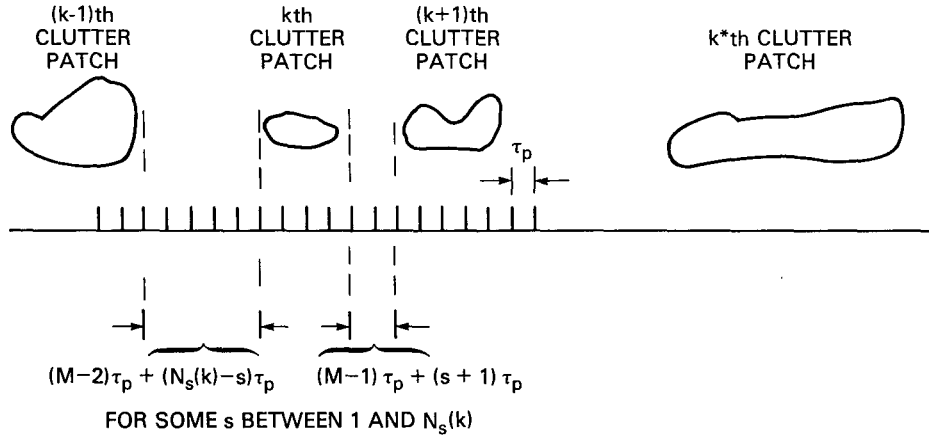 (k-1)th
CLUTTER
PATCH
kth
CLUTTER
PATCH
(k+1)th
CLUTTER
PATCH
k*th CLUTTER
PATCH
τp
(M−2)τp + (Ns(k)−s)τp
(M−1) τp + (s + 1) τp
FOR SOME s BETWEEN 1 AND Ns(k)